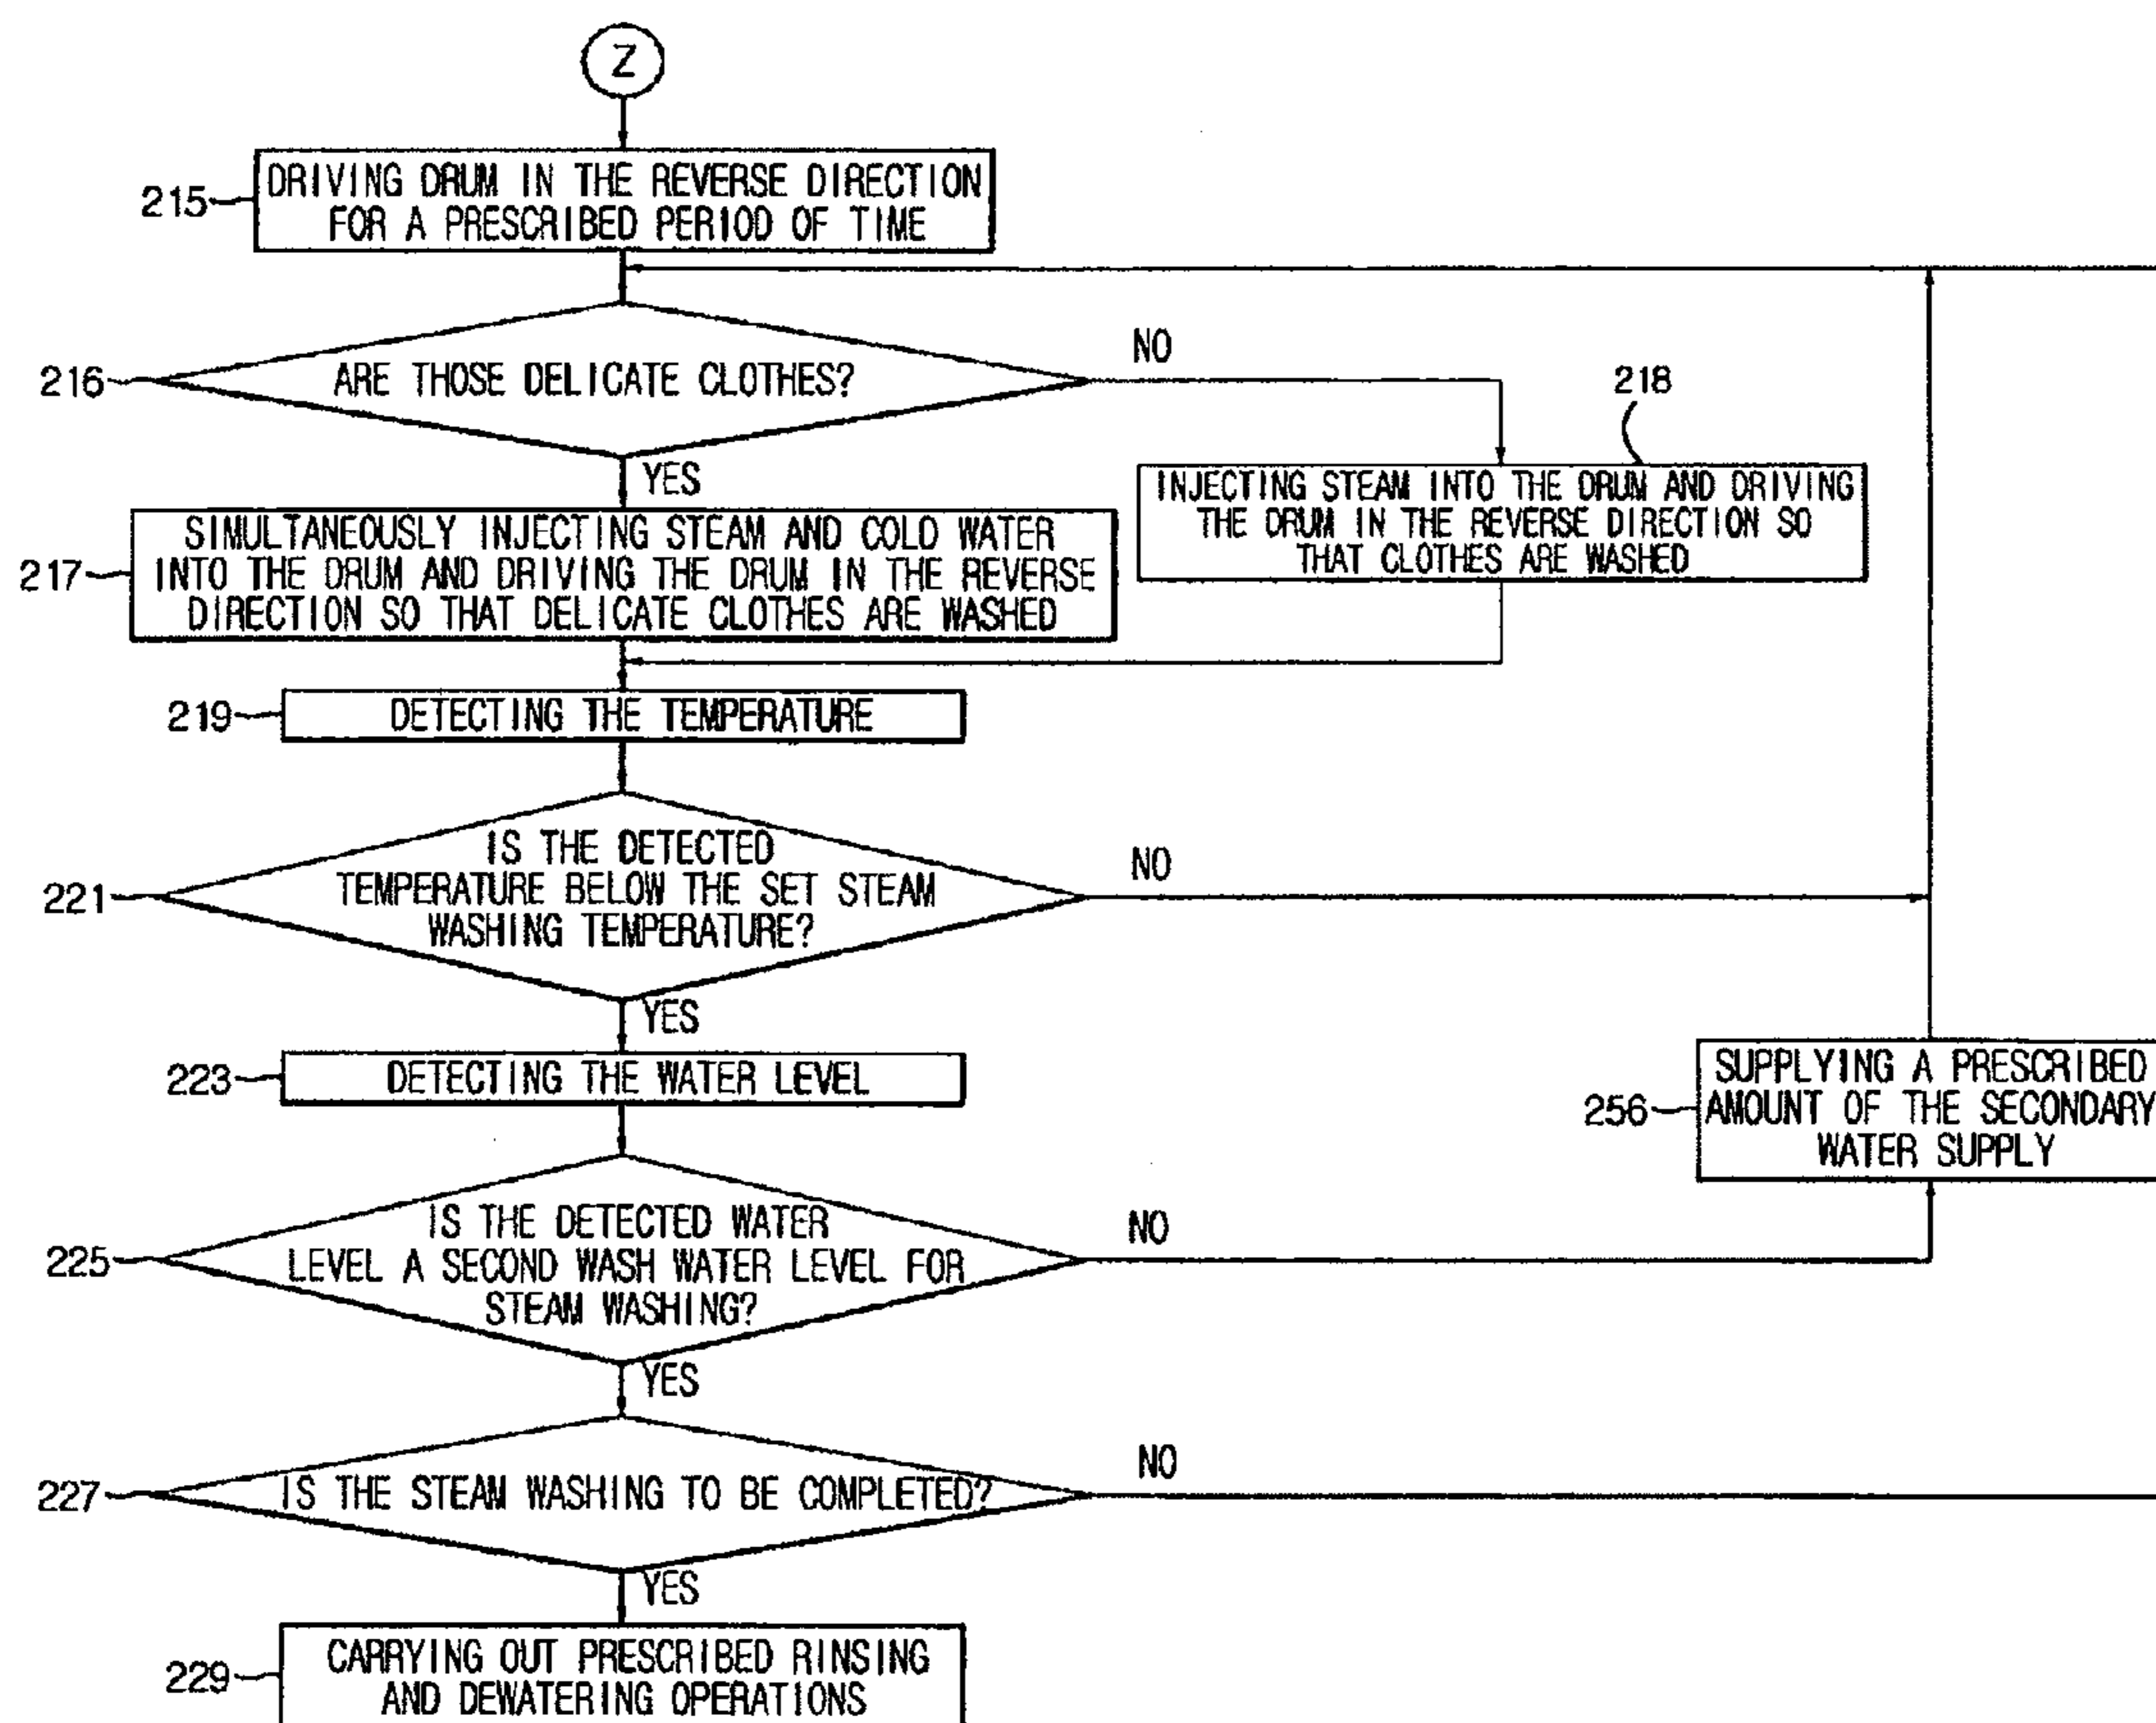 Z
215
DRIVING DRUM IN THE REVERSE DIRECTION
FOR A PRESCRIBED PERIOD OF TIME
216
ARE THOSE DELICATE CLOTHES?
NO
218
YES
INJECTING STEAM INTO THE DRUM AND DRIVING
THE DRUM IN THE REVERSE DIRECTION SO
THAT CLOTHES ARE WASHED
217
SIMULTANEOUSLY INJECTING STEAM AND COLD WATER
INTO THE DRUM AND DRIVING THE DRUM IN THE REVERSE
DIRECTION SO THAT DELICATE CLOTHES ARE WASHED
219
DETECTING THE TEMPERATURE
221
IS THE DETECTED
TEMPERATURE BELOW THE SET STEAM
WASHING TEMPERATURE?
NO
YES
223
DETECTING THE WATER LEVEL
256
SUPPLYING A PRESCRIBED
AMOUNT OF THE SECONDARY
WATER SUPPLY
225
IS THE DETECTED WATER
LEVEL A SECOND WASH WATER LEVEL FOR
STEAM WASHING?
NO
YES
227
IS THE STEAM WASHING TO BE COMPLETED?
NO
YES
229
CARRYING OUT PRESCRIBED RINSING
AND DEWATERING OPERATIONS